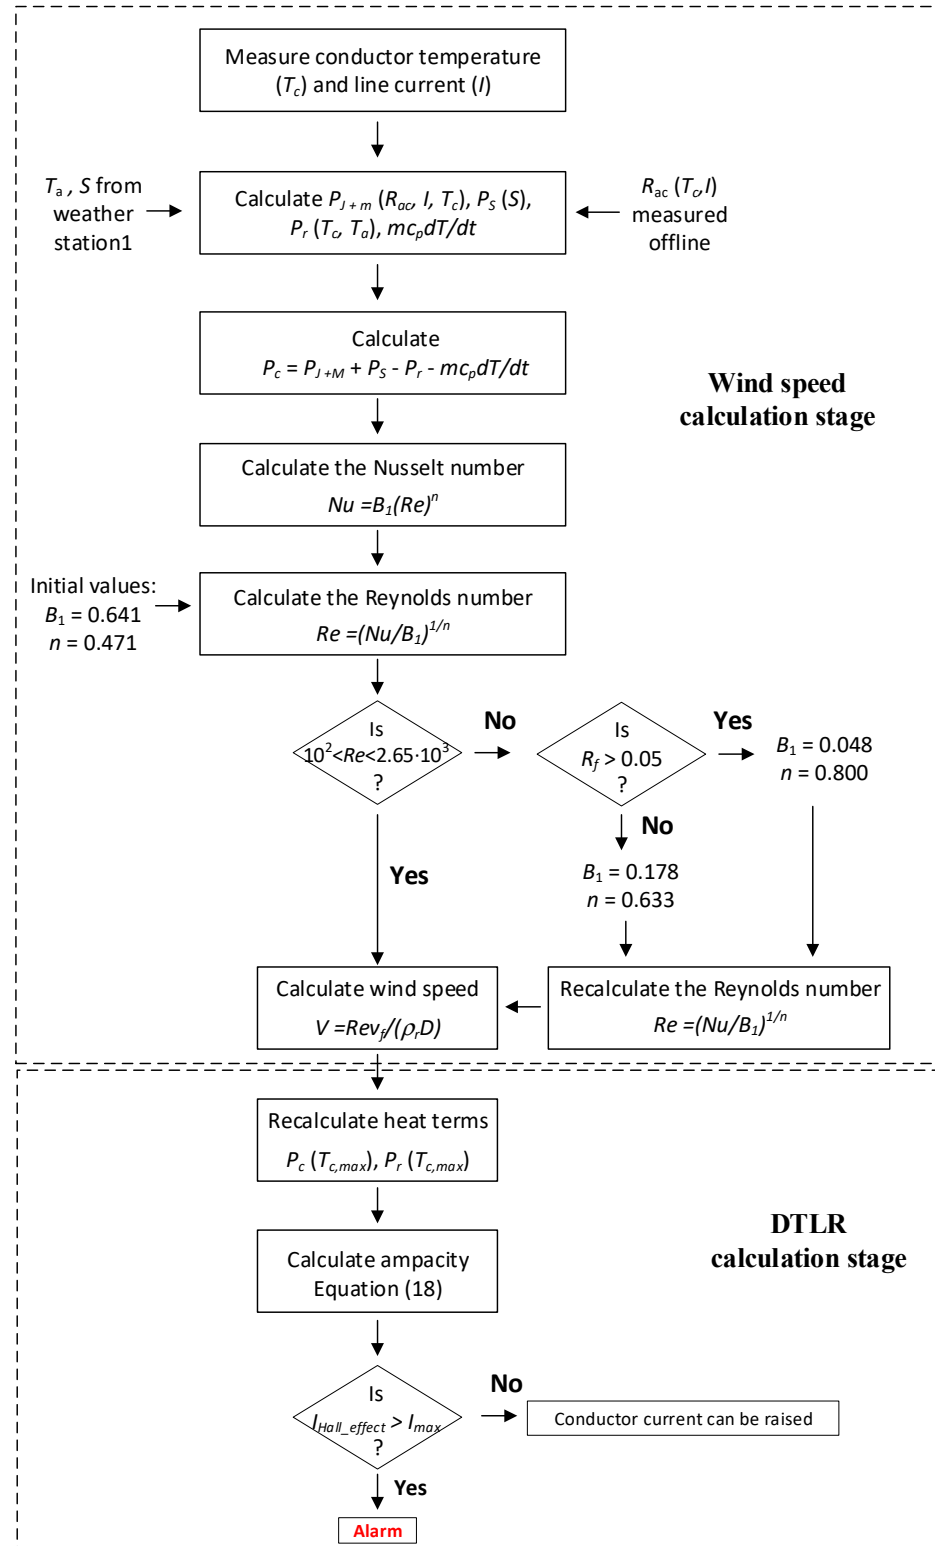 Measure conductor temperature
(Tc) and line current (I)
Ta , S from
weather
station1
Calculate PJ + m (Rac, I, Tc), PS (S),
Pr (Tc, Ta), mcpdT/dt
Rac (Tc,I)
measured
offline
Calculate
Pc = PJ +M + PS - Pr - mcpdT/dt
Wind speed
calculation stage
Calculate the Nusselt number
Nu =B1(Re)^n
Initial values:
B1 = 0.641
n = 0.471
Calculate the Reynolds number
Re =(Nu/B1)^1/n
Is
10^2<Re<2.65·10^3
?
No
Is
Rf > 0.05
?
Yes
B1 = 0.048
n = 0.800
Yes
No
B1 = 0.178
n = 0.633
Calculate wind speed
V =Revf/(ρrD)
Recalculate the Reynolds number
Re =(Nu/B1)^1/n
Recalculate heat terms
Pc (Tc,max), Pr (Tc,max)
DTLR
calculation stage
Calculate ampacity
Equation (18)
Is
IHall_effect > Imax
?
No
Conductor current can be raised
Yes
Alarm